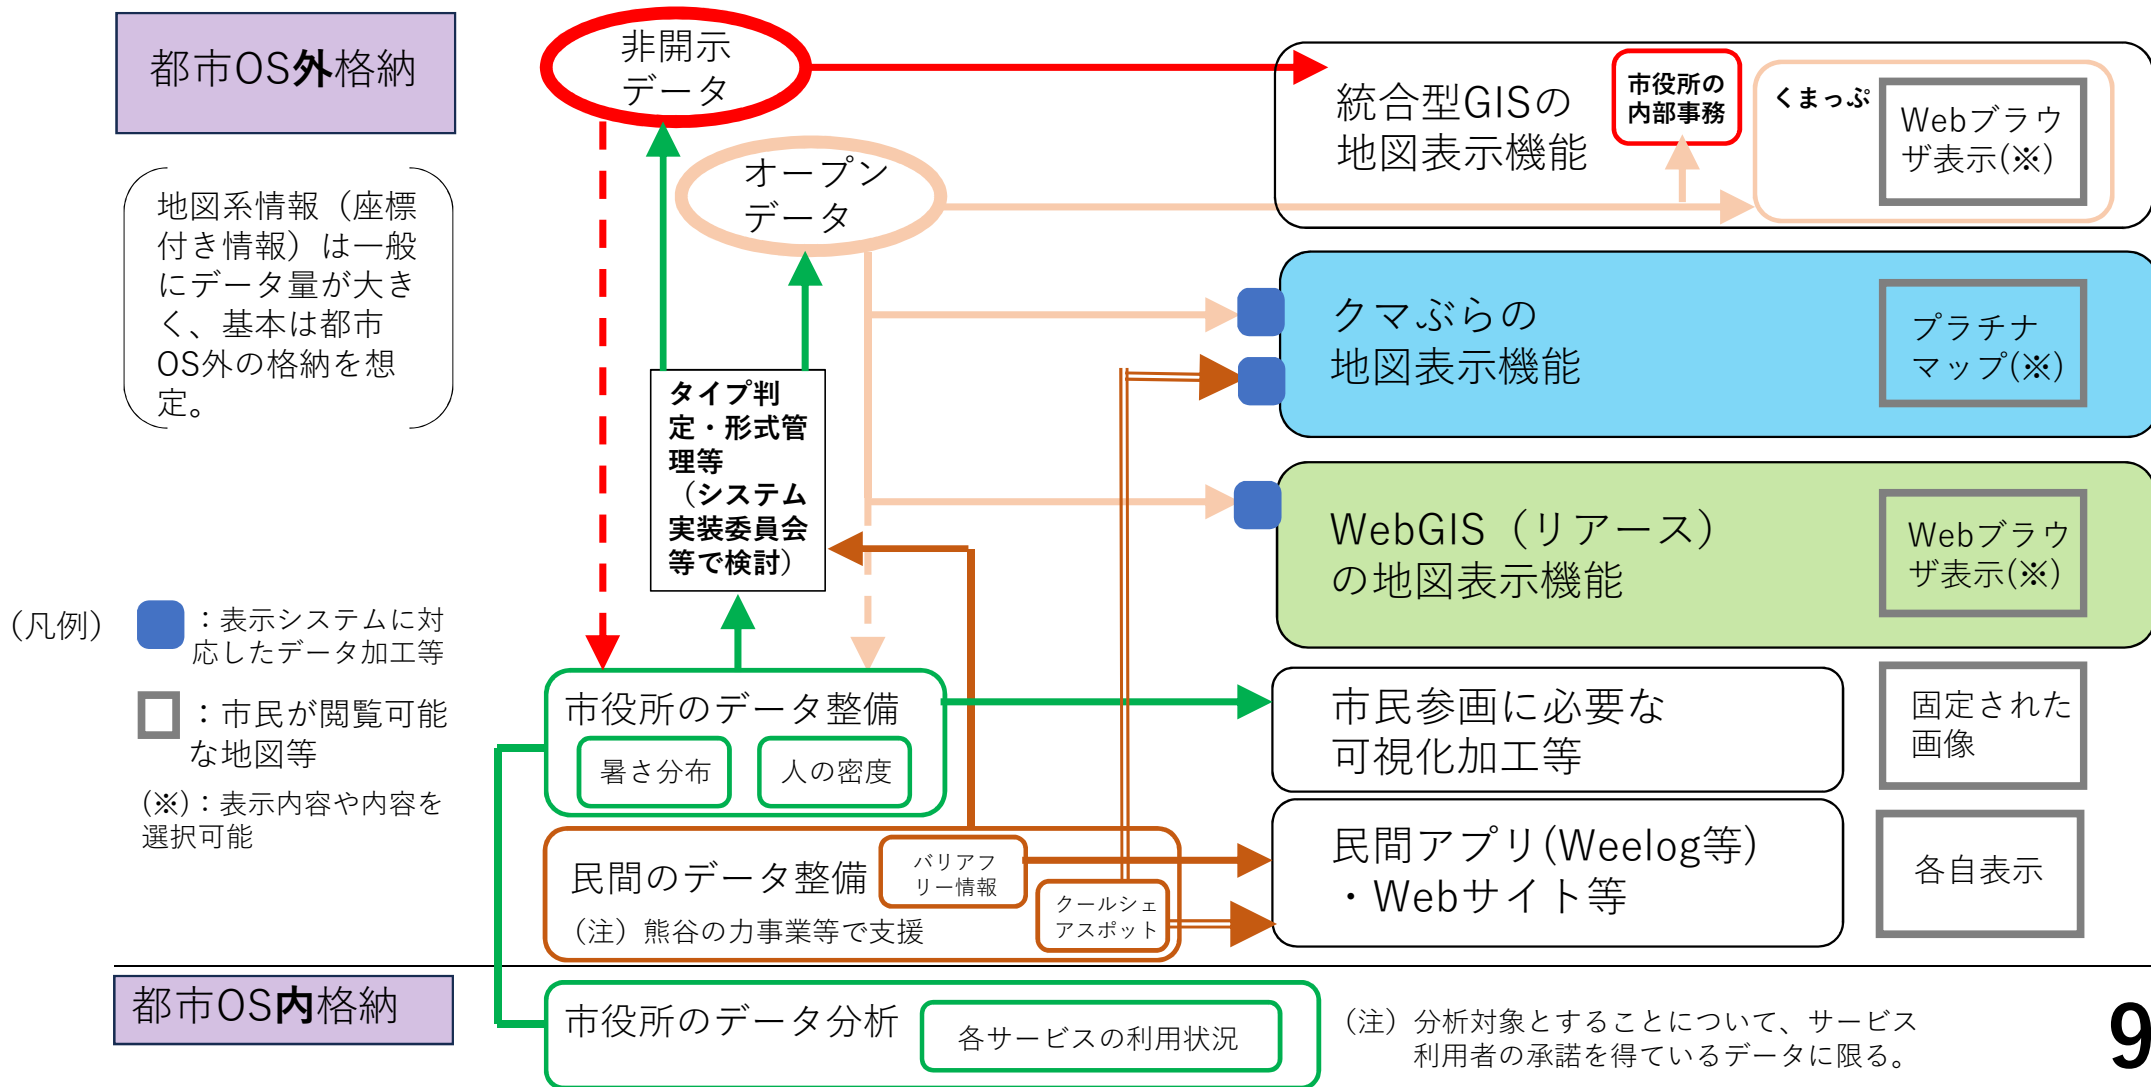 都市OS外格納
地図系情報（座標
付き情報）は一般
にデータ量が大き
く、基本は都市
OS外の格納を想
定。
（凡例）
：表示システムに対
応したデータ加工等
：市民が閲覧可能
な地図等
(※)：表示内容や内容を
選択可能
非開示
データ
オープン
データ
タイプ判
定・形式管
理等
（システム
実装委員会
等で検討）
市役所のデータ整備
暑さ分布
人の密度
民間のデータ整備
（注）熊谷の力事業等で支援
バリアフ
リー情報
クールシェ
アスポット
統合型GISの
地図表示機能
市役所の
内部事務
くまっぷ
Webブラウ
ザ表示(※)
クマぶらの
地図表示機能
プラチナ
マップ(※)
WebGIS（リアース）
の地図表示機能
Webブラウ
ザ表示(※)
市民参画に必要な
可視化加工等
固定された
画像
民間アプリ(Weelog等)
・Webサイト等
各自表示
都市OS内格納
市役所のデータ分析
各サービスの利用状況
（注）分析対象とすることについて、サービス
利用者の承諾を得ているデータに限る。
9